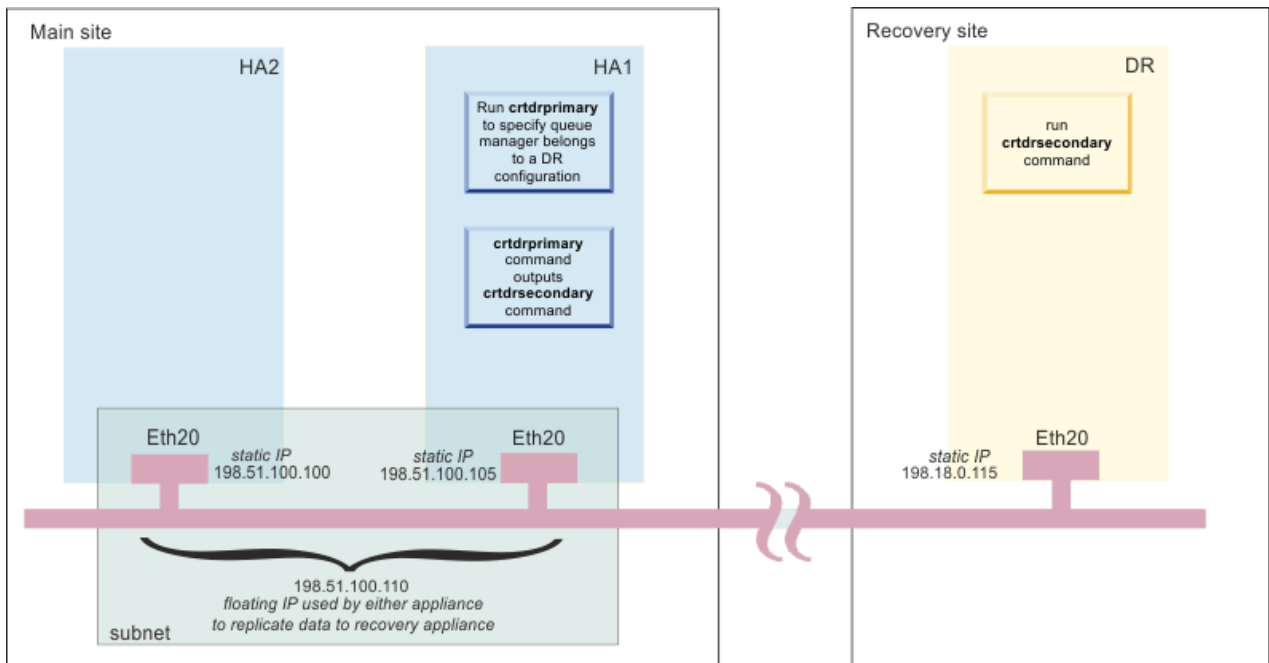 Main site
HA2
HA1
Run crtdrprimary
to specify queue
manager belongs
to a DR
configuration
crtdrprimary
command
outputs
crtdrsecondary
command
Eth20
static IP
198.51.100.100
Eth20
static IP
198.51.100.105
198.51.100.110
floating IP used by either appliance
to replicate data to recovery appliance
subnet
Recovery site
DR
run
crtdrsecondary
command
Eth20
static IP
198.18.0.115